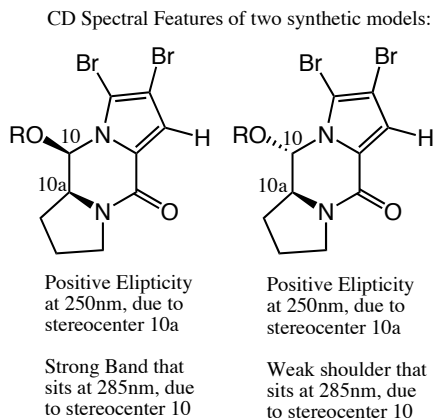 CD Spectral Features of two synthetic models:
Br
Br
RO
10
N
H
10a
N
O
Br
Br
RO
10
N
H
10a
N
O
Positive Elipticity
at 250nm, due to
stereocenter 10a
Strong Band that
sits at 285nm, due
to stereocenter 10
Positive Elipticity
at 250nm, due to
stereocenter 10a
Weak shoulder that
sits at 285nm, due
to stereocenter 10